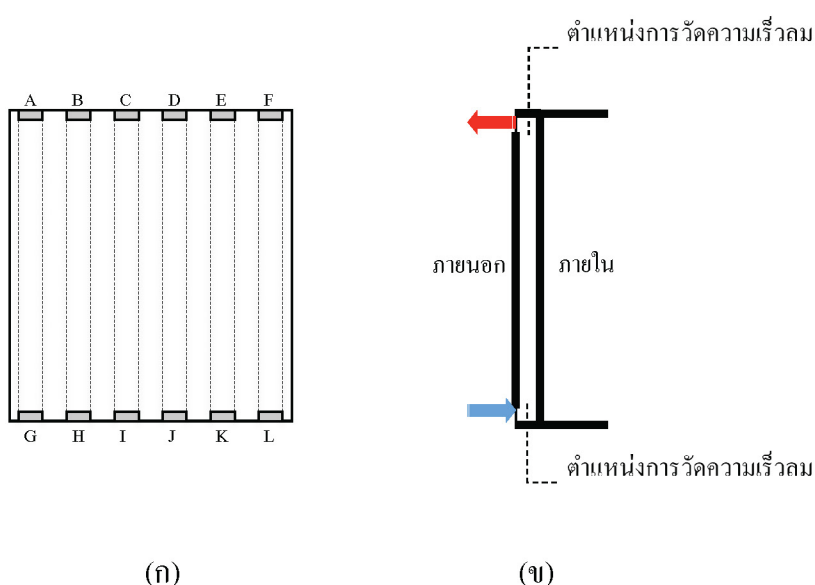 ตำแหน่งการวัดความเร็วลม
A B C D E F
ภายนอก ภายใน
G H I J K L
ตำแหน่งการวัดความเร็วลม
(ก) (ข)